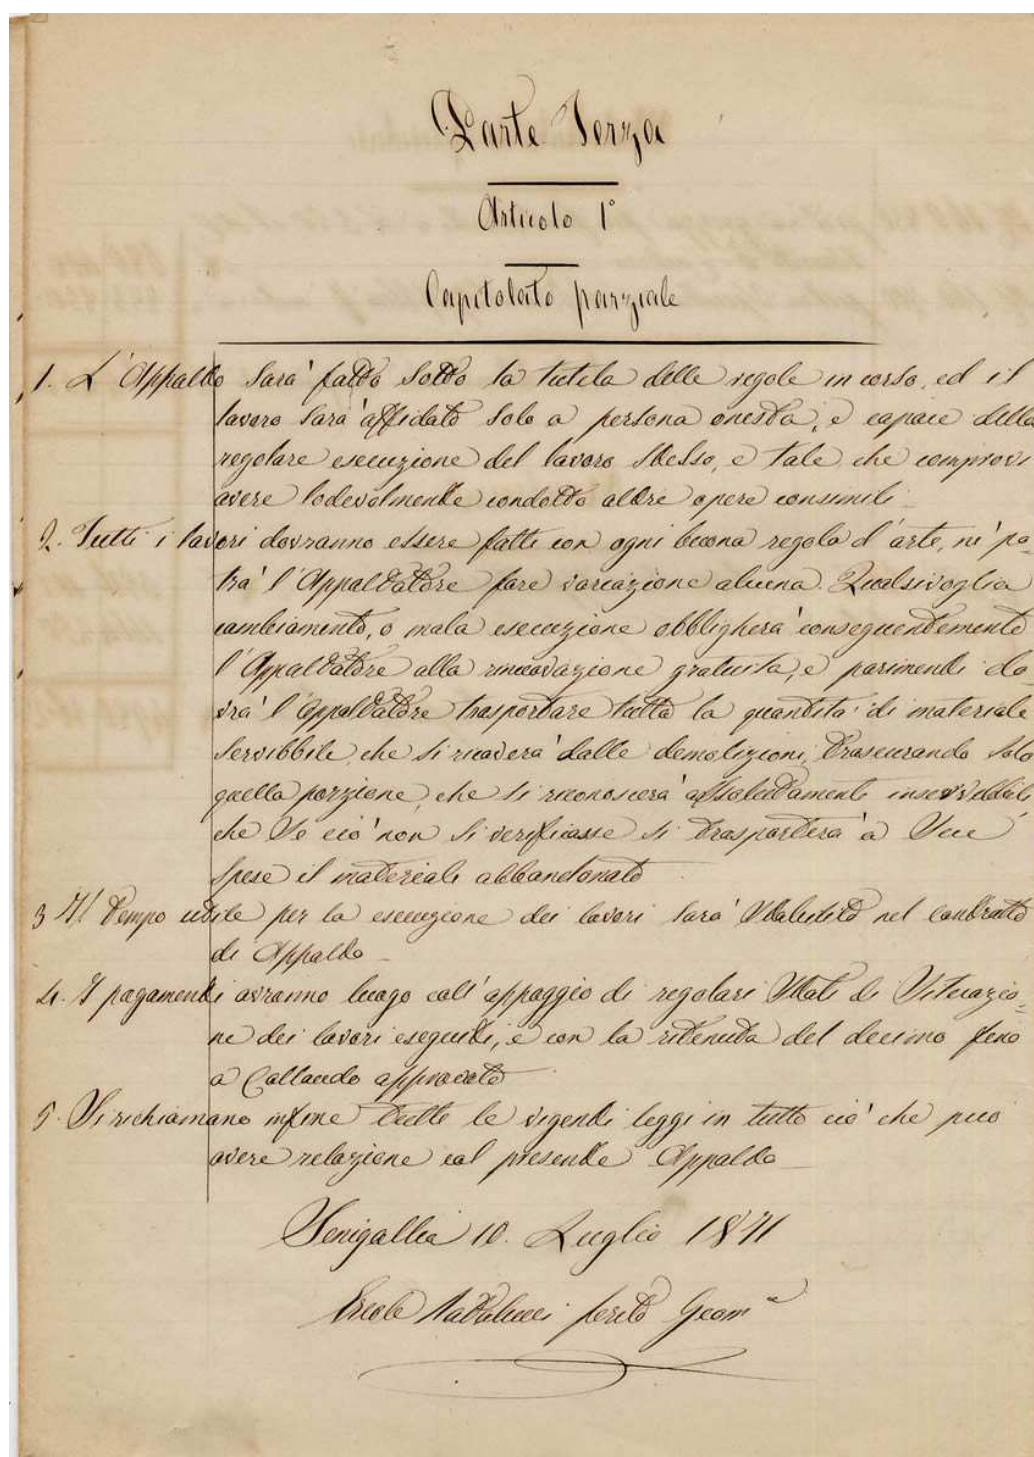 Parte Terza
Articolo 1°
Capitolato parziale
1. L'Appalto sarà fatto sotto la tutela delle regole in corso, ed il
lavoro sarà affidato solo a persona onesta, e capace della
regolare esecuzione del lavoro stesso, e tale che comprovi
avere lodevolmente condotto altre opere consimili
2. Tutti i lavori dovranno essere fatti con ogni buona regola d'arte, nè po-
trà l'Appaltatore fare variazione alcuna. Qualsivoglia
cambiamento, o mala esecuzione obbligherà conseguentemente
l'Appaltatore alla rinnovazione gratuita, e parimenti do-
vrà l'Appaltatore trasportare tutta la quantità di materiale
servibbile, che si ricaverà dalle demolizioni, trascurando solo
quella porzione, che si riconoscerà assolutamente
che se ciò non si verificasse si trasporterà a sue
spese il materiale abbandonato
3 Il tempo utile per la esecuzione dei lavori sarà stabilito nel contratto
di Appalto
4. I pagamenti avranno luogo coll'appoggio di regolari Stati di Situazio-
ne dei lavori eseguiti, e con la ritenuta del decimo fino
a Collaudo approvato
5. Si richiamano infine tutte le vigenti leggi in tutto ciò che può
avere relazione col presente Appalto
Senigallia 10. Luglio 1871
Ercole perito Geom